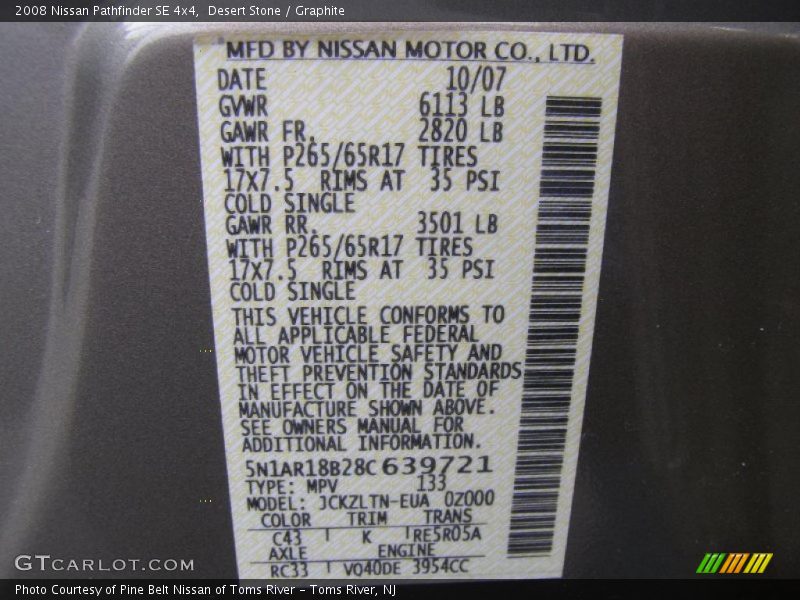 2008 Nissan Pathfinder SE 4x4,  Desert Stone / Graphite
MFD BY NISSAN MOTOR CO., LTD.
DATE 10/07
GVWR 6113 LB
GAWR FR. 2820 LB
WITH P265/65R17 TIRES
17X7.5 RIMS AT 35 PSI
COLD SINGLE
GAWR RR. 3501 LB
WITH P265/65R17 TIRES
17X7.5 RIMS AT 35 PSI
COLD SINGLE
THIS VEHICLE CONFORMS TO
ALL APPLICABLE FEDERAL
MOTOR VEHICLE SAFETY AND
THEFT PREVENTION STANDARDS
IN EFFECT ON THE DATE OF
MANUFACTURE SHOWN ABOVE.
SEE OWNERS MANUAL FOR
ADDITIONAL INFORMATION.
5N1AR18B28C639721
TYPE: MPV 133
MODEL: JCKZLTN-EUA 0Z000
COLOR TRIM TRANS
C43 K RE5R05A
AXLE ENGINE
RC33 VQ40DE 3954CC
GTCarcolors.com
Photo Courtesy of Pine Belt Nissan of Toms River - Toms River, NJ